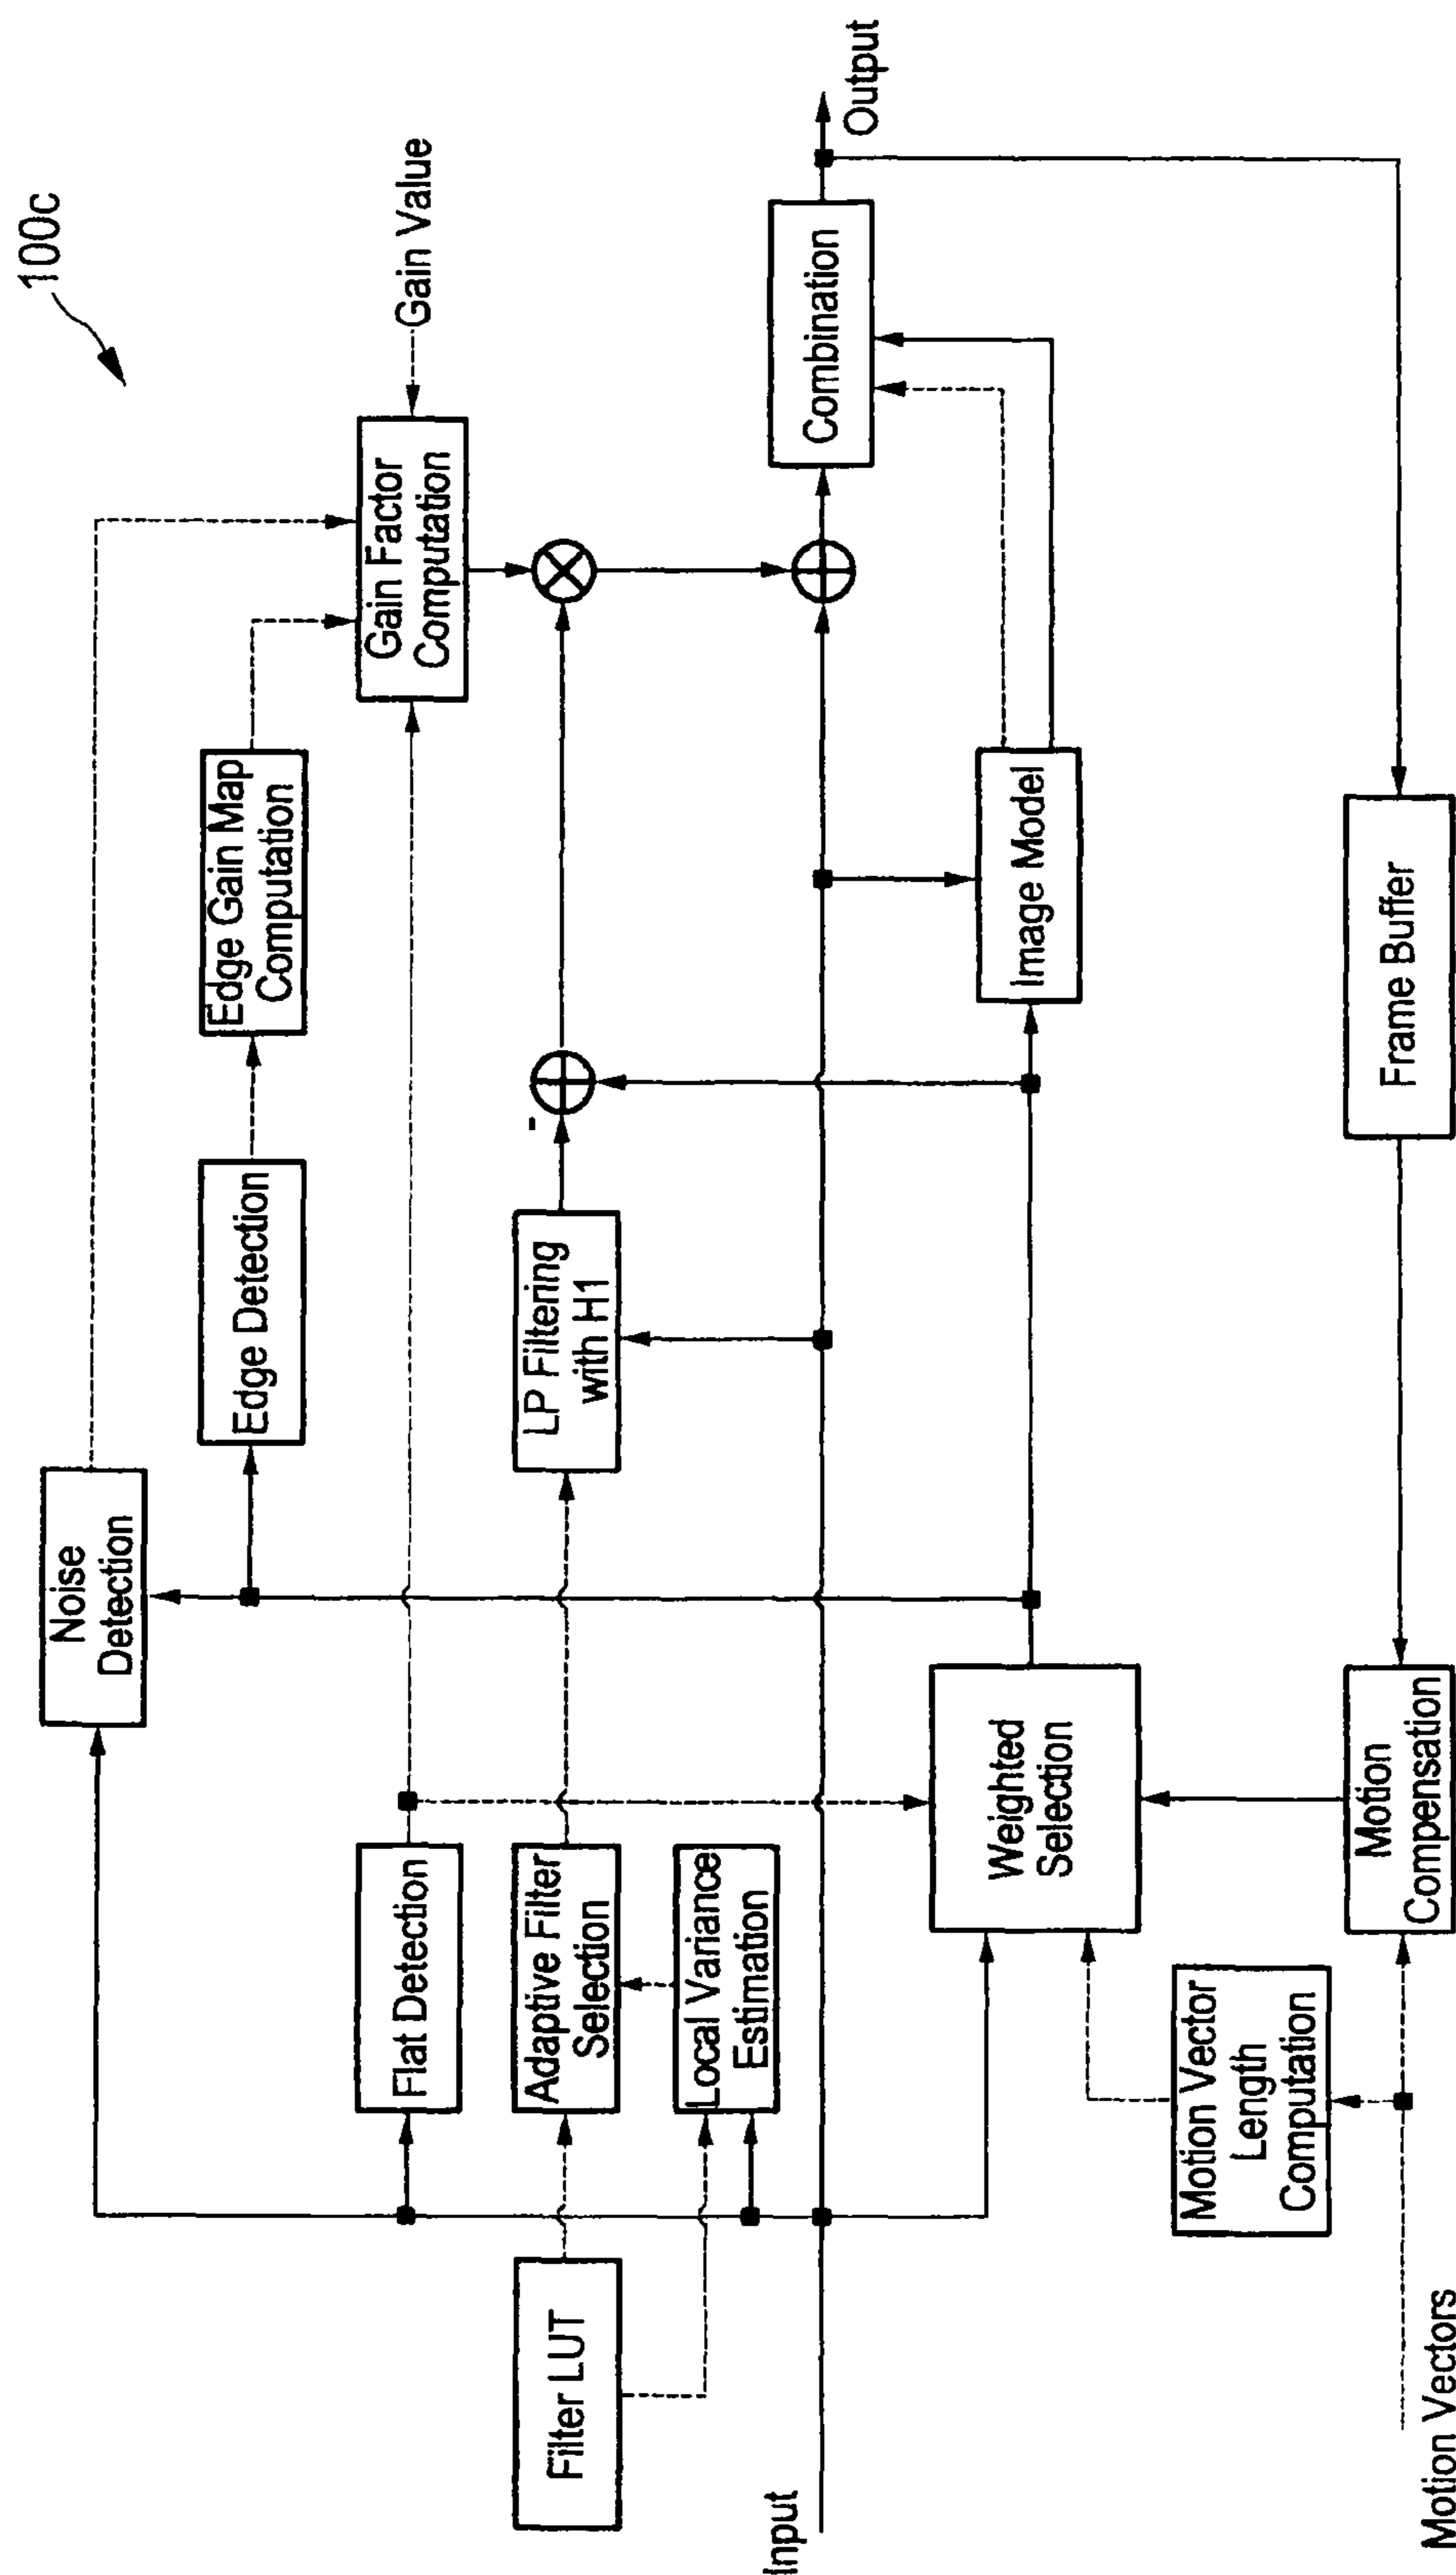 100c
Noise
Detection
Edge Detection
Edge Gain Map
Computation
Flat Detection
Gain Factor
Computation
Gain Value
Filter LUT
Adaptive Filter
Selection
LP Filtering
with H1
-
Local Variance
Estimation
Input
Combination
Output
Weighted
Selection
Image Model
Motion Vector
Length
Computation
Motion Vectors
Motion
Compensation
Frame Buffer